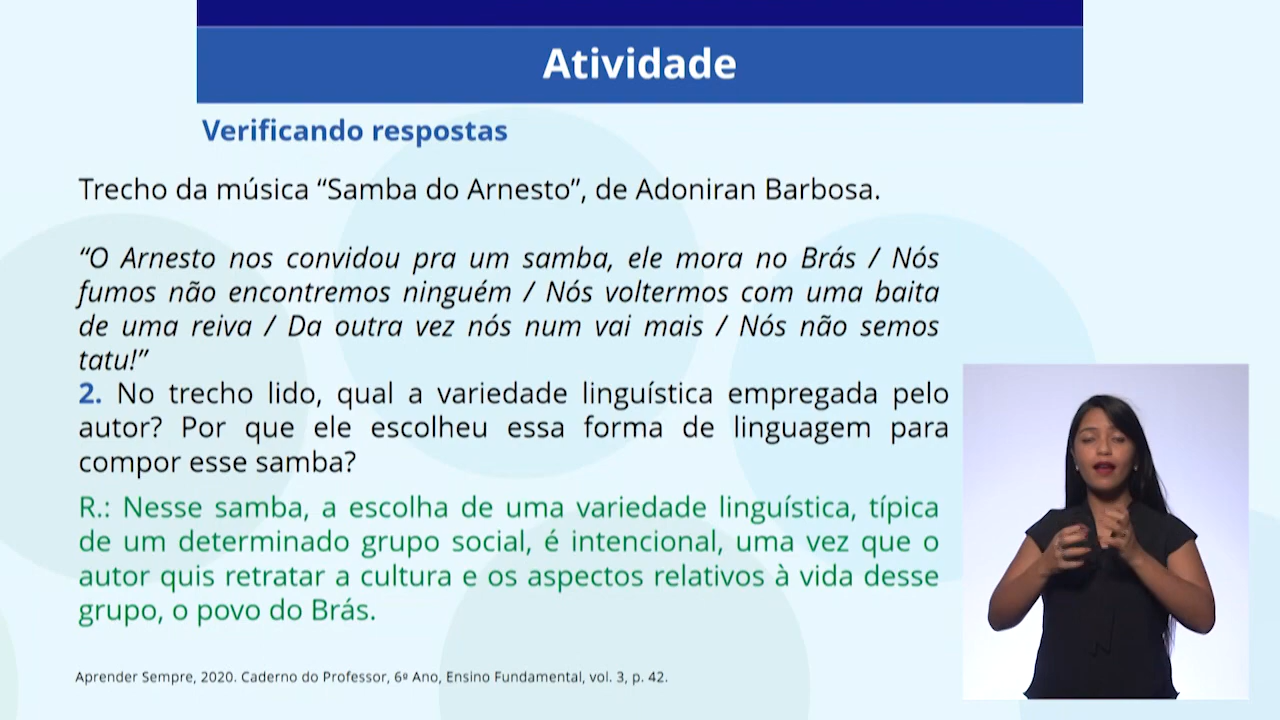 Atividade
Verificando respostas
Trecho da música “Samba do Arnesto”, de Adoniran Barbosa.
“O Arnesto nos convidou pra um samba, ele mora no Brás / Nós
fumos não encontremos ninguém / Nós voltermos com uma baita
de uma reiva / Da outra vez nós num vai mais / Nós não semos
tatu!”
2. No trecho lido, qual a variedade linguística empregada pelo
autor? Por que ele escolheu essa forma de linguagem para
compor esse samba?
R.: Nesse samba, a escolha de uma variedade linguística, típica
de um determinado grupo social, é intencional, uma vez que o
autor quis retratar a cultura e os aspectos relativos à vida desse
grupo, o povo do Brás.
Aprender Sempre, 2020. Caderno do Professor, 6º Ano, Ensino Fundamental, vol. 3, p. 42.